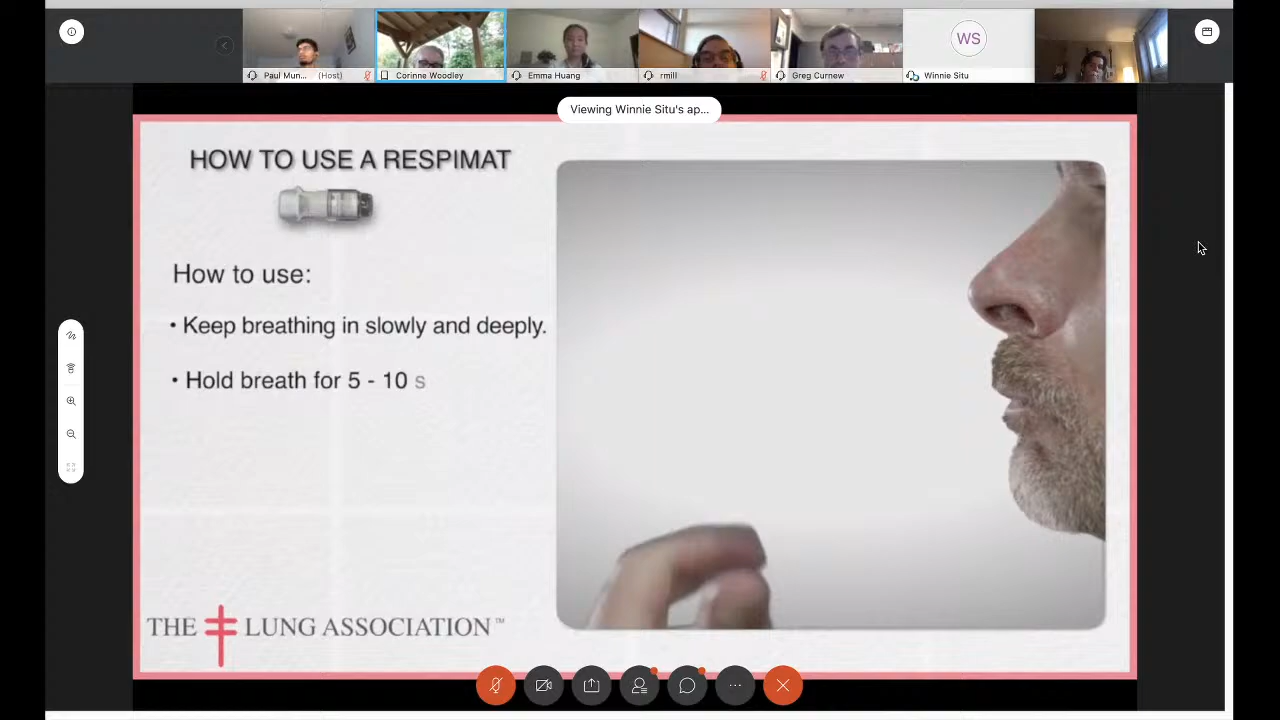 WS
Paul Mun... (Host)
Corinne Woodley
Emma Huang
rmill
Greg Curnew
Winnie Situ
Viewing Winnie Situ's ap...
HOW TO USE A RESPIMAT
How to use:
• Keep breathing in slowly and deeply.
• Hold breath for 5 - 10 s
THE LUNG ASSOCIATION™